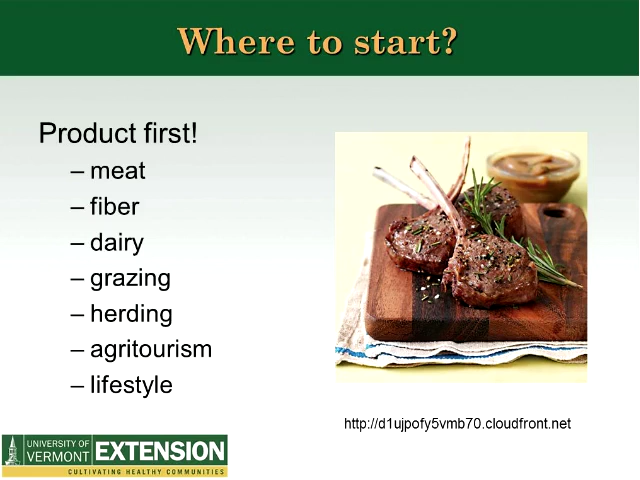 Where to start?
Product first!
– meat
– fiber
– dairy
– grazing
– herding
– agritourism
– lifestyle
http://d1ujpofy5vmb70.cloudfront.net
UNIVERSITY OF
VERMONT
EXTENSION
CULTIVATING HEALTHY COMMUNITIES